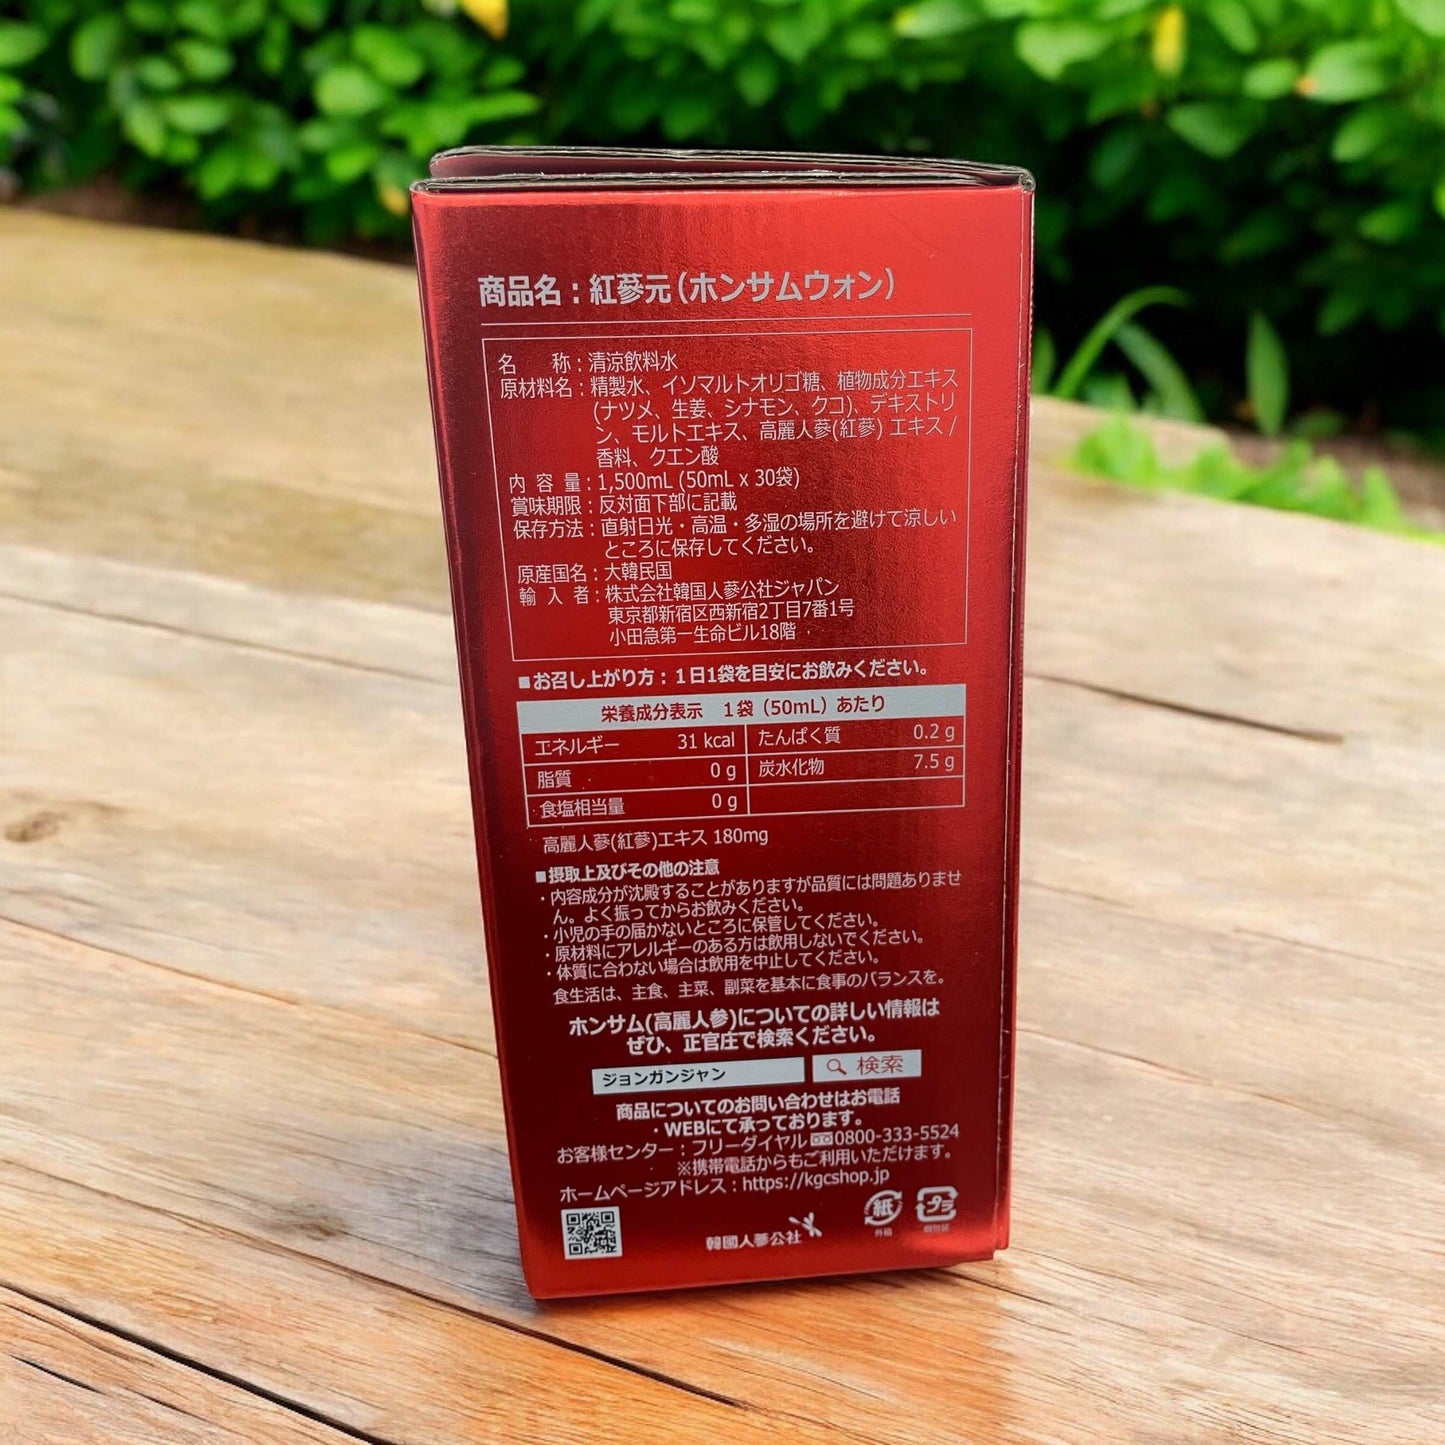 商品名：紅蔘元（ホンサムウォン）
名　　称：清涼飲料水
原材料名：精製水、イソマルトオリゴ糖、植物成分エキス
(ナツメ、生姜、シナモン、クコ)、デキストリ
ン、モルトエキス、高麗人蔘(紅蔘) エキス /
香料、クエン酸
内 容 量：1,500mL (50mL x 30袋)
賞味期限：反対面下部に記載
保存方法：直射日光・高温・多湿の場所を避けて涼しい
ところに保存してください。
原産国名：大韓民国
輸 入 者：株式会社韓国人蔘公社ジャパン
東京都新宿区西新宿2丁目7番1号
小田急第一生命ビル18階
■お召し上がり方：１日1袋を目安にお飲みください。
栄養成分表示　1袋（50mL）あたり
エネルギー 31 kcal たんぱく質 0.2 g
脂質 0 g 炭水化物 7.5 g
食塩相当量 0 g
高麗人蔘(紅蔘)エキス 180mg
■摂取上及びその他の注意
・内容成分が沈殿することがありますが品質には問題ありませ
ん。よく振ってからお飲みください。
・小児の手の届かないところに保管してください。
・原材料にアレルギーのある方は飲用しないでください。
・体質に合わない場合は飲用を中止してください。
食生活は、主食、主菜、副菜を基本に食事のバランスを。
ホンサム(高麗人参)についての詳しい情報は
ぜひ、正官庄で検索ください。
ジョンガンジャン 検索
商品についてのお問い合わせはお電話
・WEBにて承っております。
お客様センター：フリーダイヤル 0800-333-5524
※携帯電話からもご利用いただけます。
ホームページアドレス：https://kgcshop.jp
紙 プラ
外箱 個包装
韓國人蔘公社